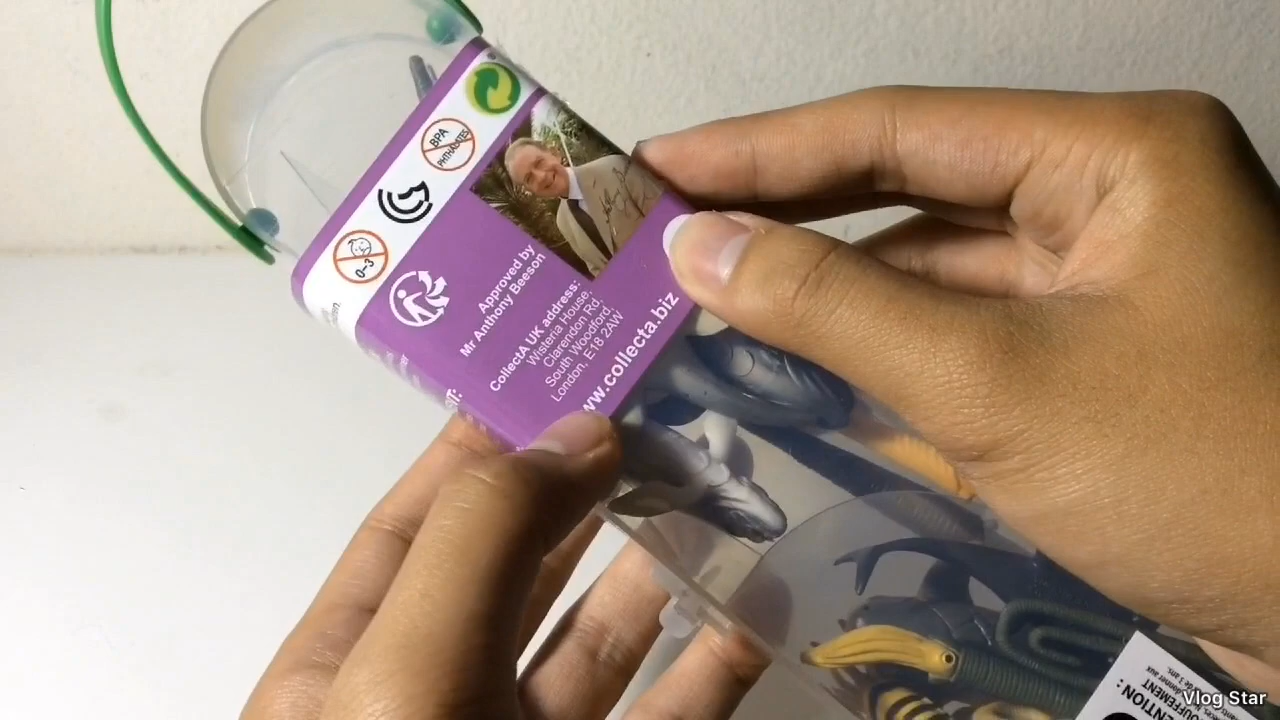 BPA
PHTHALATES
0-3
Approved by
Mr Anthony Beeson
CollectA UK address:
Wisteria House,
Clarendon Rd,
South Woodford,
London, E18 2AW
www.collecta.biz
Vlog Star